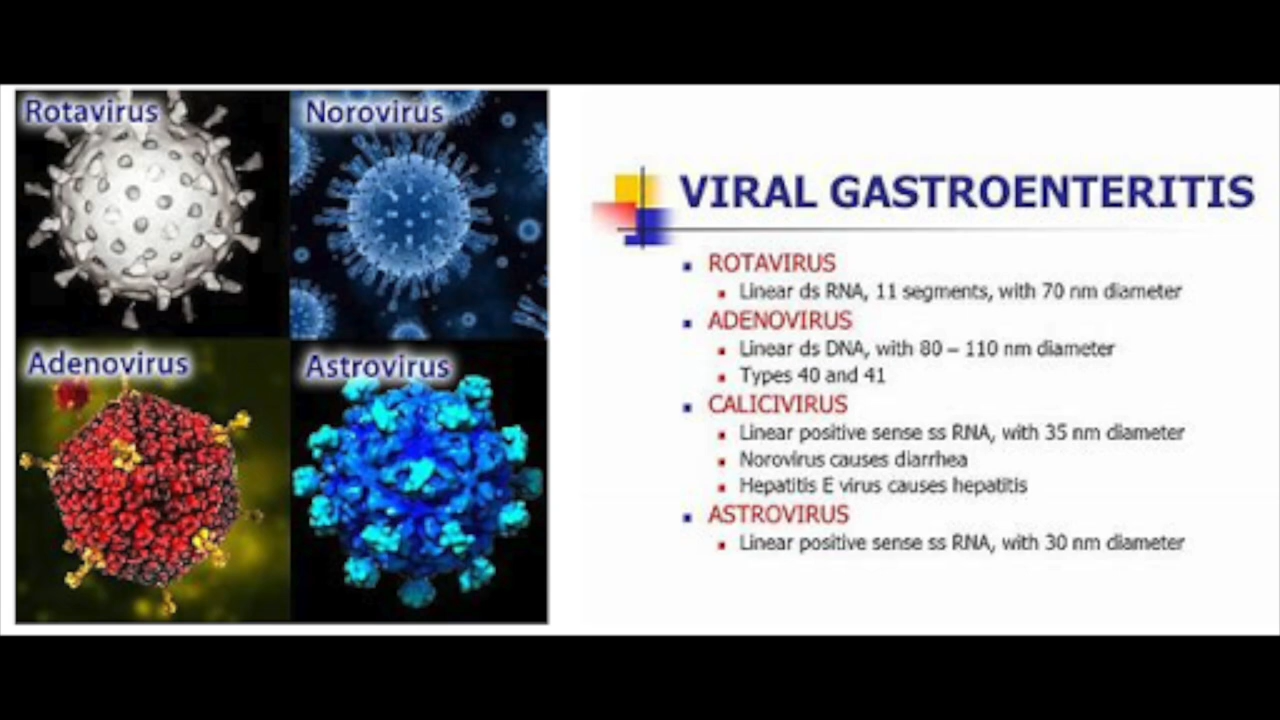 Rotavirus
Norovirus
Adenovirus
Astrovirus
VIRAL GASTROENTERITIS
ROTAVIRUS
Linear ds RNA, 11 segments, with 70 nm diameter
ADENOVIRUS
Linear ds DNA, with 80 – 110 nm diameter
Types 40 and 41
CALICIVIRUS
Linear positive sense ss RNA, with 35 nm diameter
Norovirus causes diarrhea
Hepatitis E virus causes hepatitis
ASTROVIRUS
Linear positive sense ss RNA, with 30 nm diameter